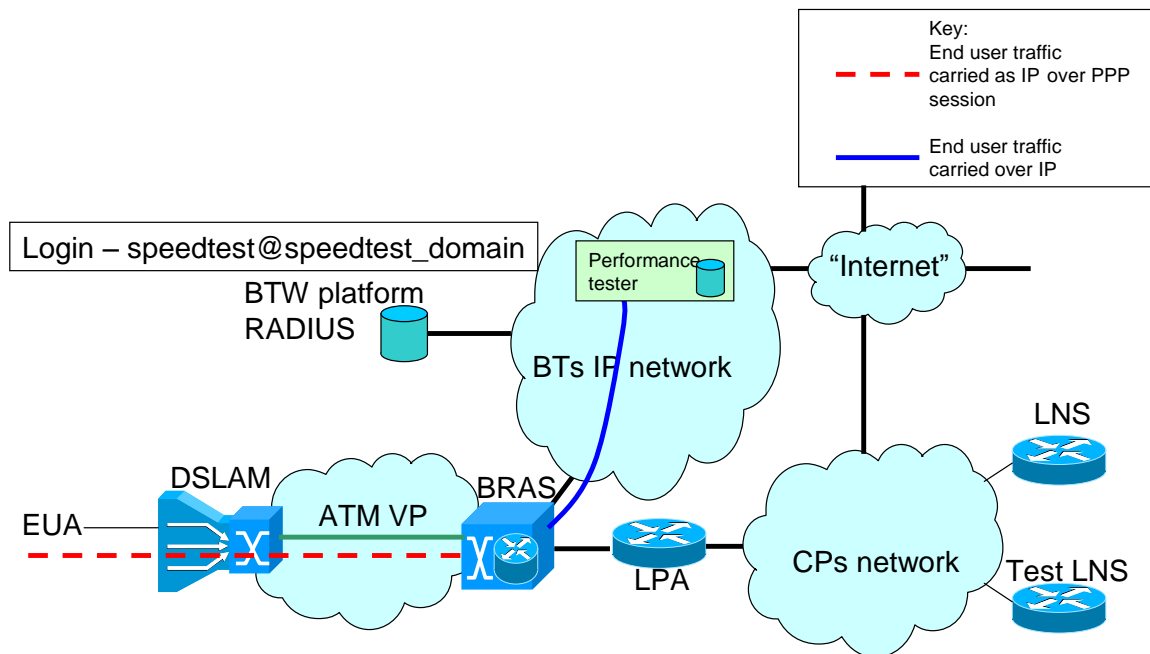 Key:
End user traffic
carried as IP over PPP
session
End user traffic
carried over IP
Login – speedtest@speedtest_domain
Performance
tester
“Internet”
BTW platform
RADIUS
BTs IP network
LNS
DSLAM
BRAS
ATM VP
EUA
LPA
CPs network
Test LNS